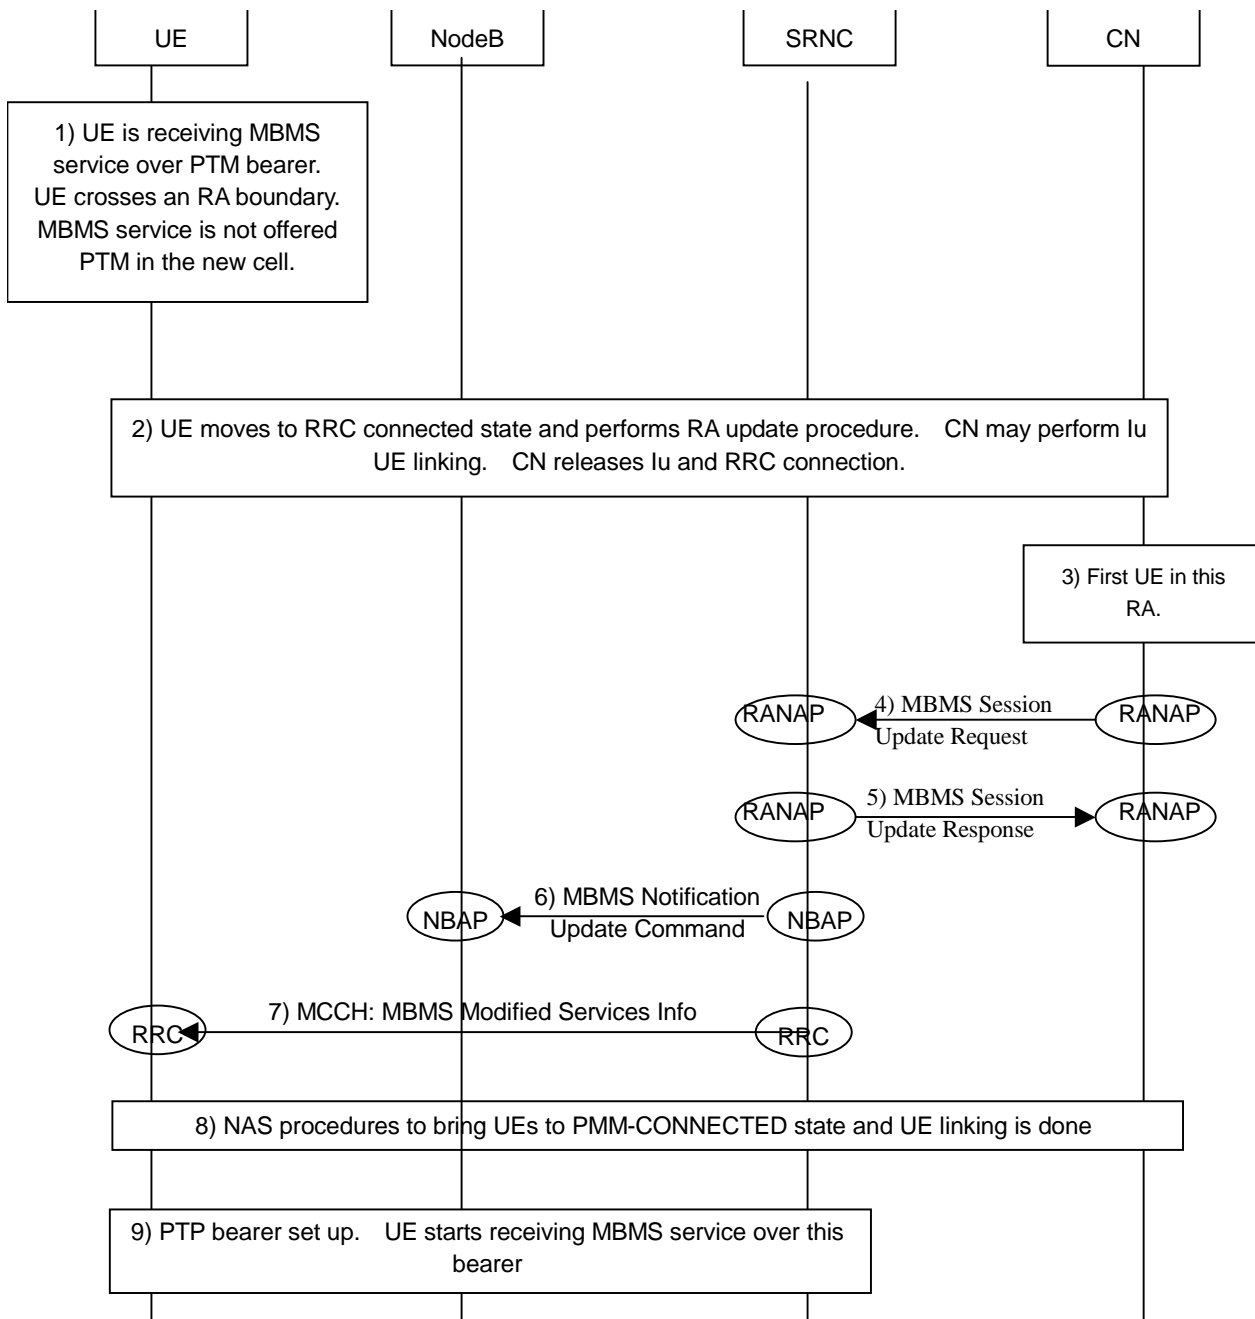 UE
NodeB
SRNC
CN
1) UE is receiving MBMS
service over PTM bearer.
UE crosses an RA boundary.
MBMS service is not offered
PTM in the new cell.
2) UE moves to RRC connected state and performs RA update procedure. CN may perform Iu
UE linking. CN releases Iu and RRC connection.
3) First UE in this
RA.
RANAP
4) MBMS Session
Update Request
RANAP
RANAP
5) MBMS Session
Update Response
RANAP
NBAP
6) MBMS Notification
Update Command
NBAP
RRC
7) MCCH: MBMS Modified Services Info
RRC
8) NAS procedures to bring UEs to PMM-CONNECTED state and UE linking is done
9) PTP bearer set up. UE starts receiving MBMS service over this
bearer